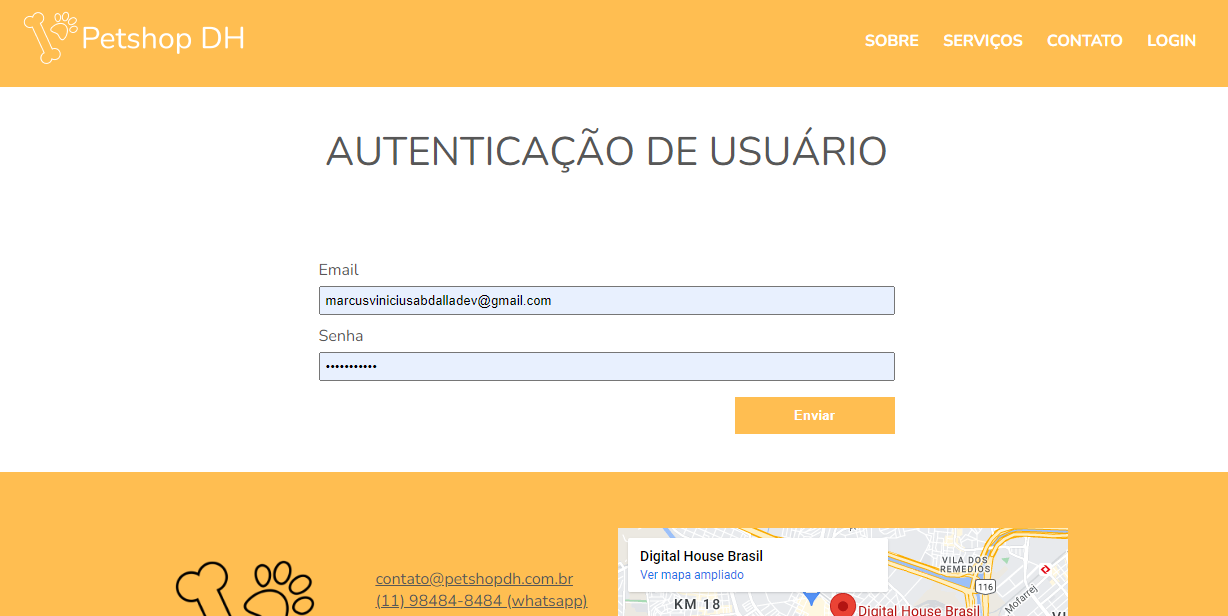 Petshop DH
SOBRE SERVIÇOS CONTATO LOGIN
AUTENTICAÇÃO DE USUÁRIO
Email
marcusviniciusabdalladev@gmail.com
Senha
•••••••••••
Enviar
contato@petshopdh.com.br
(11) 98484-8484 (whatsapp)
Digital House Brasil
Ver mapa ampliado
VILA DOS
REMEDIOS
116
Mofarrej
KM 18
Digital House Brasil